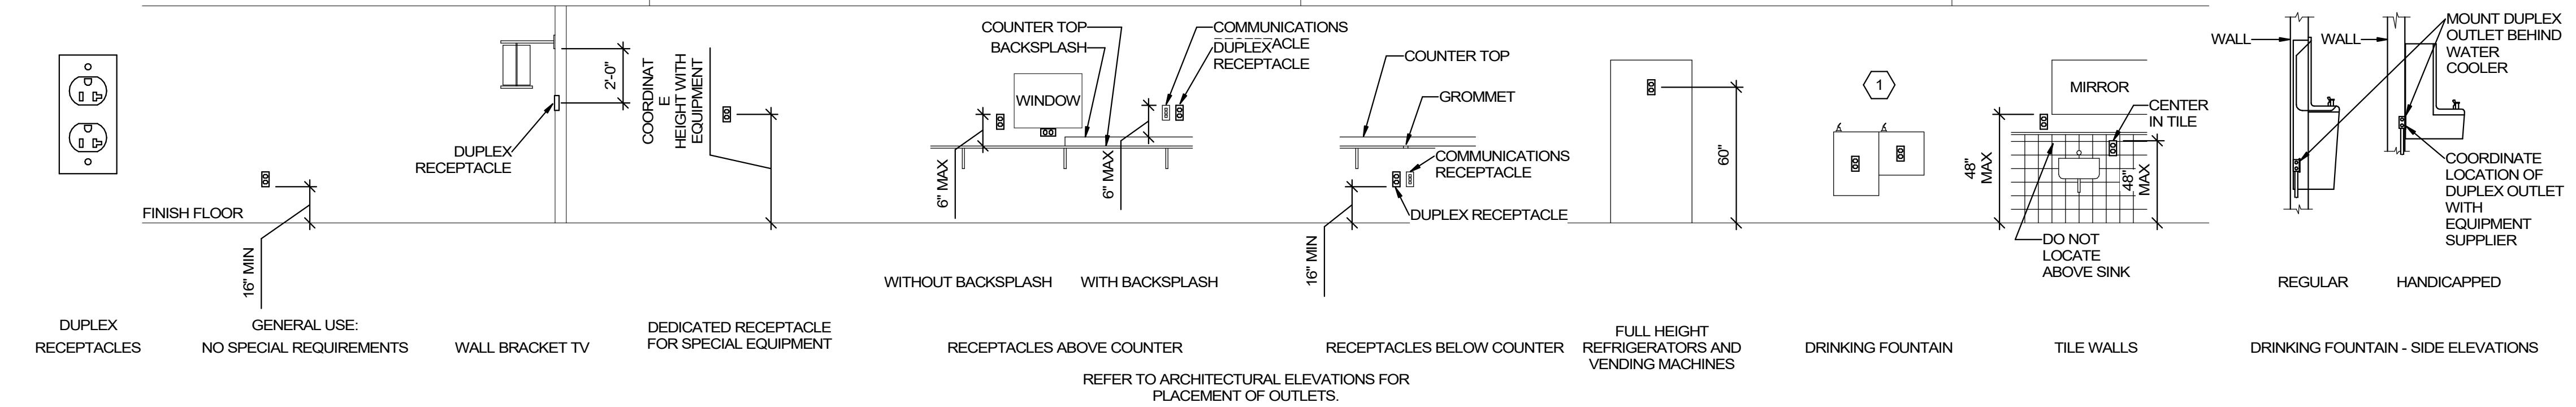 DUPLEX
RECEPTACLES
FINISH FLOOR
16" MIN
GENERAL USE:
NO SPECIAL REQUIREMENTS
2'-0"
DUPLEX
RECEPTACLE
WALL BRACKET TV
COORDINAT
E
HEIGHT WITH
EQUIPMENT
DEDICATED RECEPTACLE
FOR SPECIAL EQUIPMENT
COUNTER TOP
BACKSPLASH
WINDOW
COMMUNICATIONS
DUPLEX
RECEPTACLE
6" MAX
6" MAX
WITHOUT BACKSPLASH
WITH BACKSPLASH
RECEPTACLES ABOVE COUNTER
COUNTER TOP
GROMMET
COMMUNICATIONS
RECEPTACLE
DUPLEX RECEPTACLE
16" MIN
RECEPTACLES BELOW COUNTER
REFER TO ARCHITECTURAL ELEVATIONS FOR
PLACEMENT OF OUTLETS.
60"
FULL HEIGHT
REFRIGERATORS AND
VENDING MACHINES
1
DRINKING FOUNTAIN
MIRROR
CENTER
IN TILE
48"
MAX
48"
MAX
DO NOT
LOCATE
ABOVE SINK
TILE WALLS
WALL
WALL
MOUNT DUPLEX
OUTLET BEHIND
WATER
COOLER
COORDINATE
LOCATION OF
DUPLEX OUTLET
WITH
EQUIPMENT
SUPPLIER
REGULAR
HANDICAPPED
DRINKING FOUNTAIN - SIDE ELEVATIONS